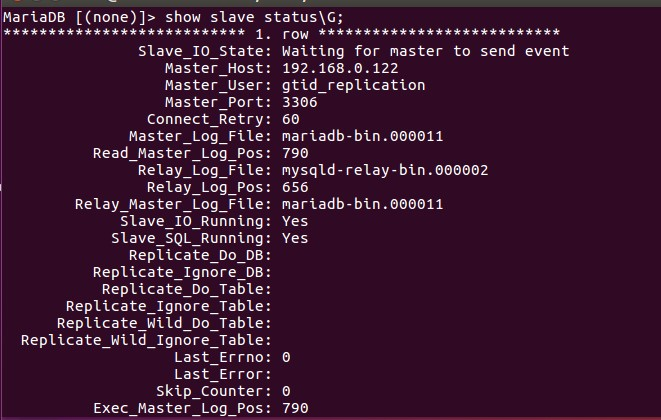 MariaDB [(none)]> show slave status\G;
*************************** 1. row ***************************
Slave_IO_State: Waiting for master to send event
Master_Host: 192.168.0.122
Master_User: gtid_replication
Master_Port: 3306
Connect_Retry: 60
Master_Log_File: mariadb-bin.000011
Read_Master_Log_Pos: 790
Relay_Log_File: mysqld-relay-bin.000002
Relay_Log_Pos: 656
Relay_Master_Log_File: mariadb-bin.000011
Slave_IO_Running: Yes
Slave_SQL_Running: Yes
Replicate_Do_DB:
Replicate_Ignore_DB:
Replicate_Do_Table:
Replicate_Ignore_Table:
Replicate_Wild_Do_Table:
Replicate_Wild_Ignore_Table:
Last_Errno: 0
Last_Error:
Skip_Counter: 0
Exec_Master_Log_Pos: 790